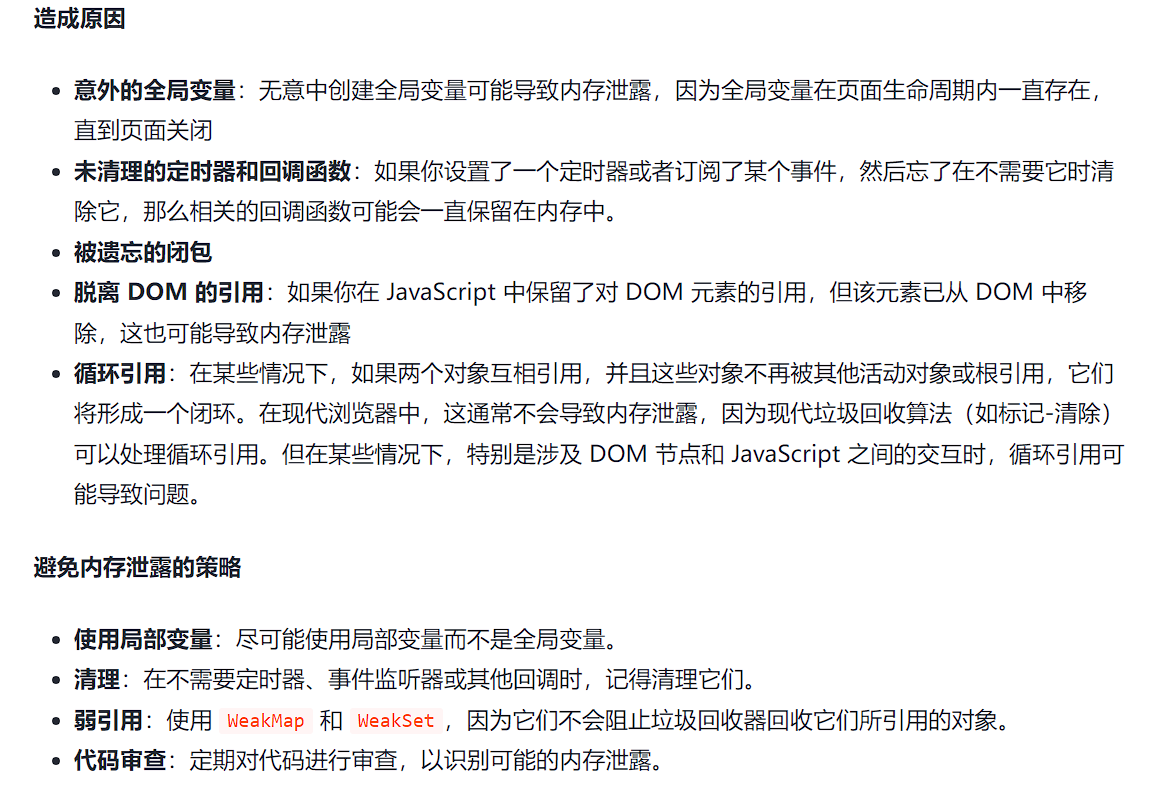 造成原因
意外的全局变量：无意中创建全局变量可能导致内存泄露，因为全局变量在页面生命周期内一直存在，
直到页面关闭
未清理的定时器和回调函数：如果你设置了一个定时器或者订阅了某个事件，然后忘了在不需要它时清
除它，那么相关的回调函数可能会一直保留在内存中。
被遗忘的闭包
脱离 DOM 的引用：如果你在 JavaScript 中保留了对 DOM 元素的引用，但该元素已从 DOM 中移
除，这也可能导致内存泄露
循环引用：在某些情况下，如果两个对象互相引用，并且这些对象不再被其他活动对象或根引用，它们
将形成一个闭环。在现代浏览器中，这通常不会导致内存泄露，因为现代垃圾回收算法（如标记-清除）
可以处理循环引用。但在某些情况下，特别是涉及 DOM 节点和 JavaScript 之间的交互时，循环引用可
能导致问题。
避免内存泄露的策略
使用局部变量：尽可能使用局部变量而不是全局变量。
清理：在不需要定时器、事件监听器或其他回调时，记得清理它们。
弱引用：使用 WeakMap 和 WeakSet ，因为它们不会阻止垃圾回收器回收它们所引用的对象。
代码审查：定期对代码进行审查，以识别可能的内存泄露。